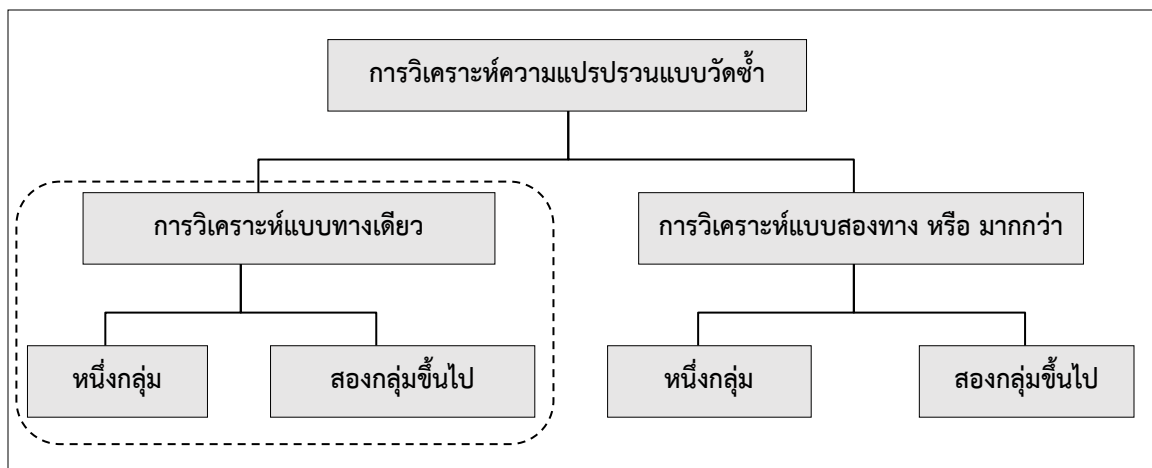 การวิเคราะห์ความแปรปรวนแบบวัดซ้ำ
การวิเคราะห์แบบทางเดียว
การวิเคราะห์แบบสองทาง หรือ มากกว่า
หนึ่งกลุ่ม
สองกลุ่มขึ้นไป
หนึ่งกลุ่ม
สองกลุ่มขึ้นไป